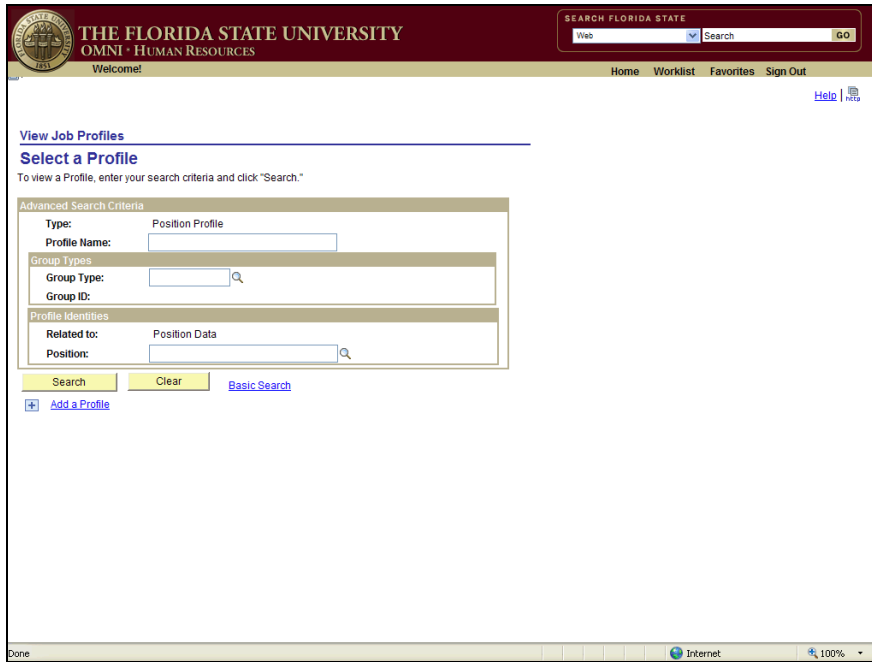 SEARCH FLORIDA STATE
THE FLORIDA STATE UNIVERSITY
Web Search GO
OMNI · HUMAN RESOURCES
1851
Welcome!
Home Worklist Favorites Sign Out
Help | http
View Job Profiles
Select a Profile
To view a Profile, enter your search criteria and click "Search."
Advanced Search Criteria
Type: Position Profile
Profile Name:
Group Types
Group Type:
Group ID:
Profile Identities
Related to: Position Data
Position:
Search Clear Basic Search
Add a Profile
Done Internet 100%